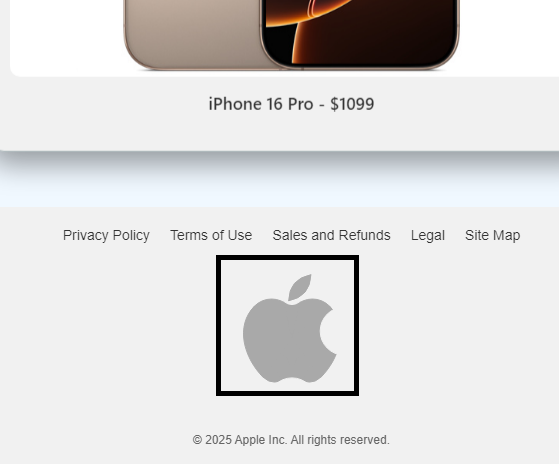 iPhone 16 Pro - $1099
Privacy Policy Terms of Use Sales and Refunds Legal Site Map
© 2025 Apple Inc. All rights reserved.